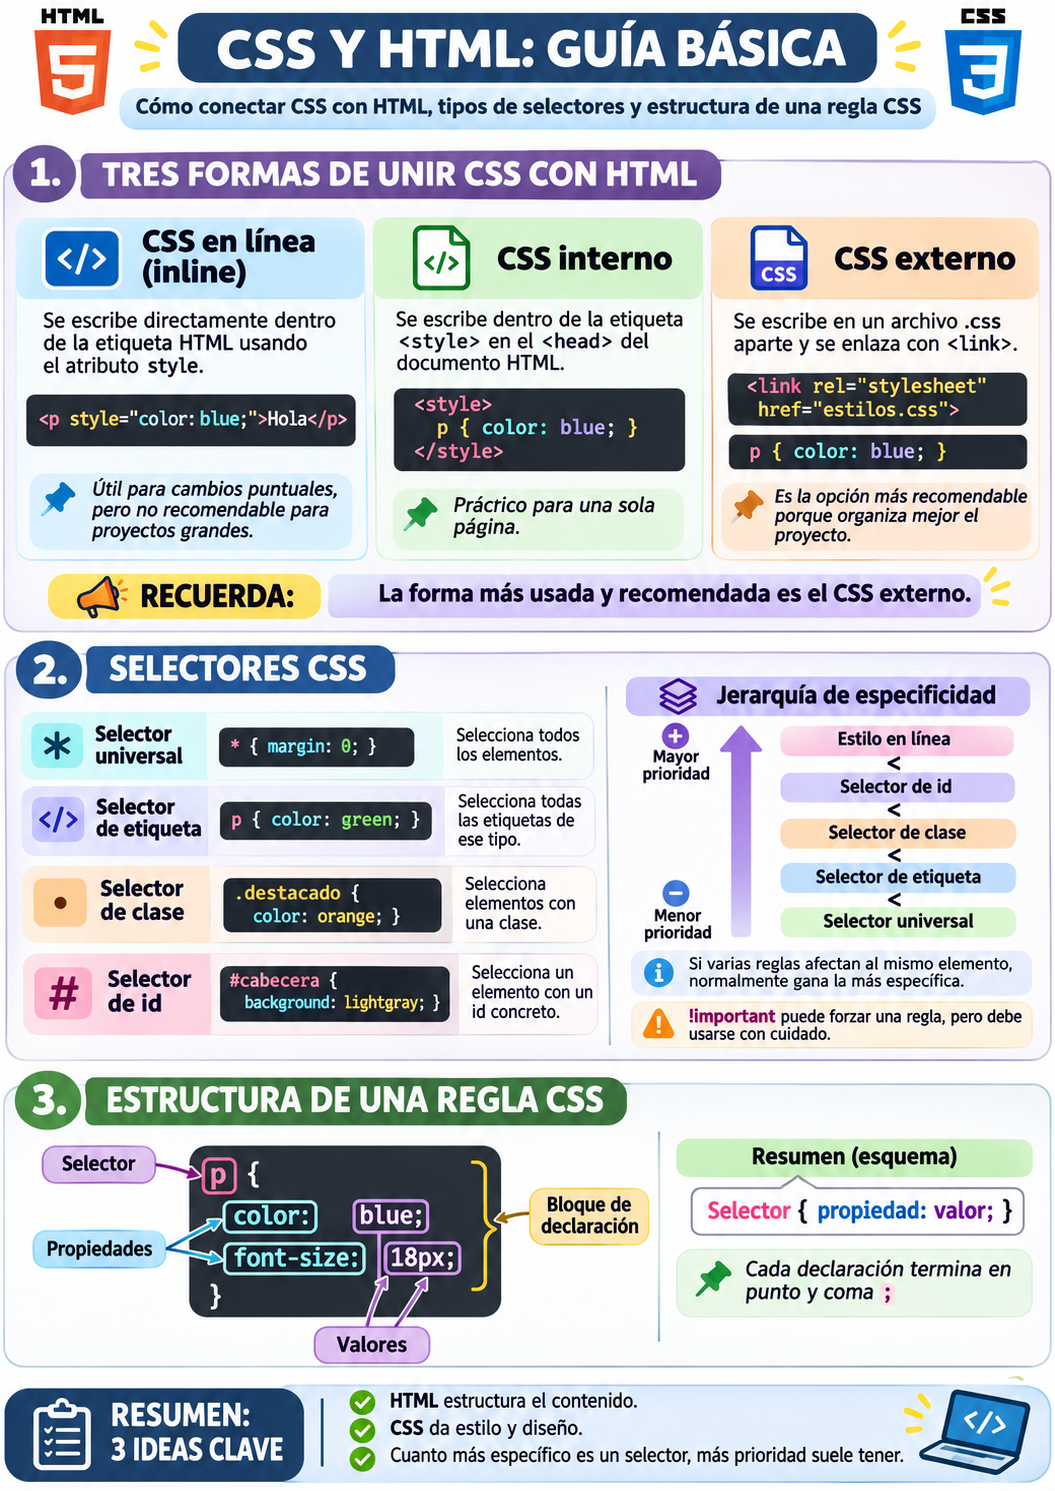 HTML
5
CSS
3
CSS Y HTML: GUÍA BÁSICA
Cómo conectar CSS con HTML, tipos de selectores y estructura de una regla CSS
1. TRES FORMAS DE UNIR CSS CON HTML
</>
CSS en línea
(inline)
Se escribe directamente dentro
de la etiqueta HTML usando
el atributo style.
<p style="color: blue;">Hola</p>
Útil para cambios puntuales,
pero no recomendable para
proyectos grandes.
</>
CSS interno
Se escribe dentro de la etiqueta
<style> en el <head> del
documento HTML.
<style>
p { color: blue; }
</style>
Práctico para una sola
página.
CSS
CSS externo
Se escribe en un archivo .css
aparte y se enlaza con <link>.
<link rel="stylesheet"
href="estilos.css">
p { color: blue; }
Es la opción más recomendable
porque organiza mejor el
proyecto.
RECUERDA:
La forma más usada y recomendada es el CSS externo.
2. SELECTORES CSS
*
Selector
universal
* { margin: 0; }
Selecciona todos
los elementos.
</>
Selector
de etiqueta
p { color: green; }
Selecciona todas
las etiquetas de
ese tipo.
Selector
de clase
.destacado {
color: orange; }
Selecciona
elementos con
una clase.
#
Selector
de id
#cabecera {
background: lightgray; }
Selecciona un
elemento con un
id concreto.
Jerarquía de especificidad
+
Mayor
prioridad
−
Menor
prioridad
Estilo en línea
<
Selector de id
<
Selector de clase
<
Selector de etiqueta
<
Selector universal
i
Si varias reglas afectan al mismo elemento,
normalmente gana la más específica.
!
!important puede forzar una regla, pero debe
usarse con cuidado.
3. ESTRUCTURA DE UNA REGLA CSS
Selector
Propiedades
p {
color: blue;
font-size: 18px;
}
Bloque de
declaración
Valores
Resumen (esquema)
Selector { propiedad: valor; }
Cada declaración termina en
punto y coma ;
RESUMEN:
3 IDEAS CLAVE
HTML estructura el contenido.
CSS da estilo y diseño.
Cuanto más específico es un selector, más prioridad suele tener.
</>